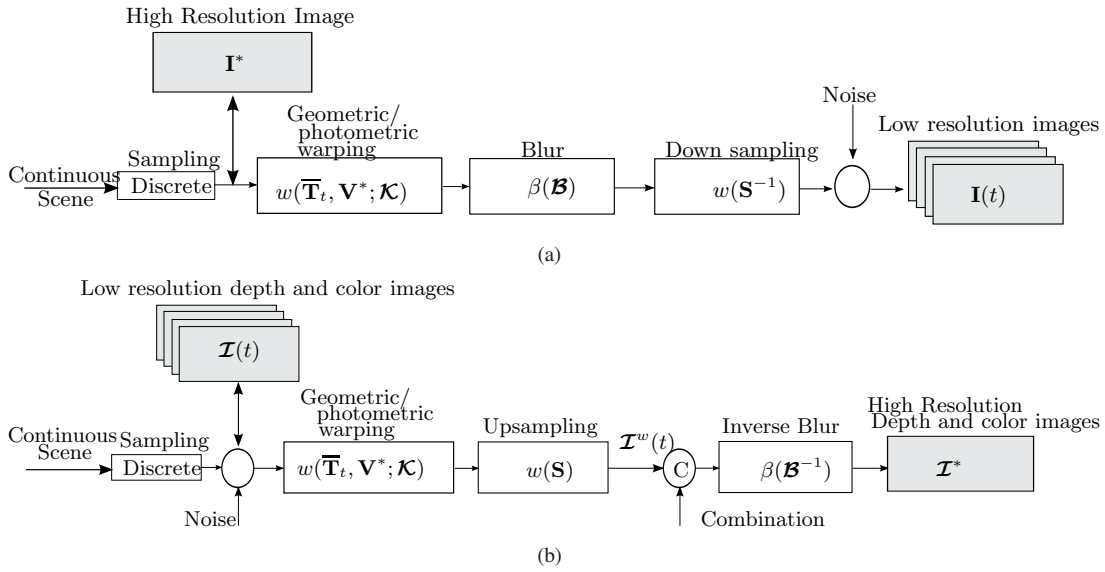 High Resolution Image
I*
Geometric/
photometric
warping
Noise
Low resolution images
Sampling
Blur
Down sampling
Continuous
Scene
Discrete
w(T̅ₜ, V*; 𝓚)
β(𝓑)
w(S⁻¹)
I(t)
(a)
Low resolution depth and color images
𝓘(t)
Geometric/
photometric
warping
High Resolution
Depth and color images
Continuous
Scene
Sampling
Upsampling
𝓘ʷ(t)
Inverse Blur
Discrete
w(T̅ₜ, V*; 𝓚)
w(S)
C
β(𝓑⁻¹)
𝓘*
Noise
Combination
(b)